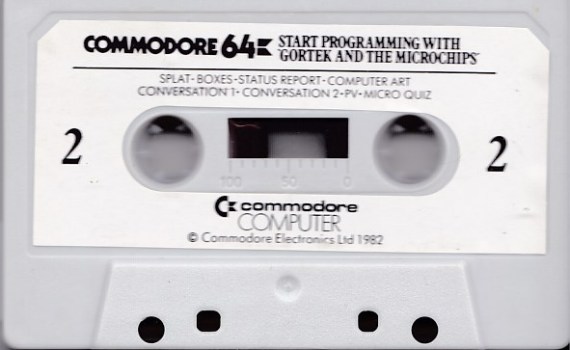 COMMODORE 64 START PROGRAMMING WITH
'GORTEK AND THE MICROCHIPS'
SPLAT·BOXES·STATUS REPORT·COMPUTER ART
CONVERSATION 1·CONVERSATION 2·PV·MICRO QUIZ
2
2
100 50 0
commodore
COMPUTER
© Commodore Electronics Ltd 1982